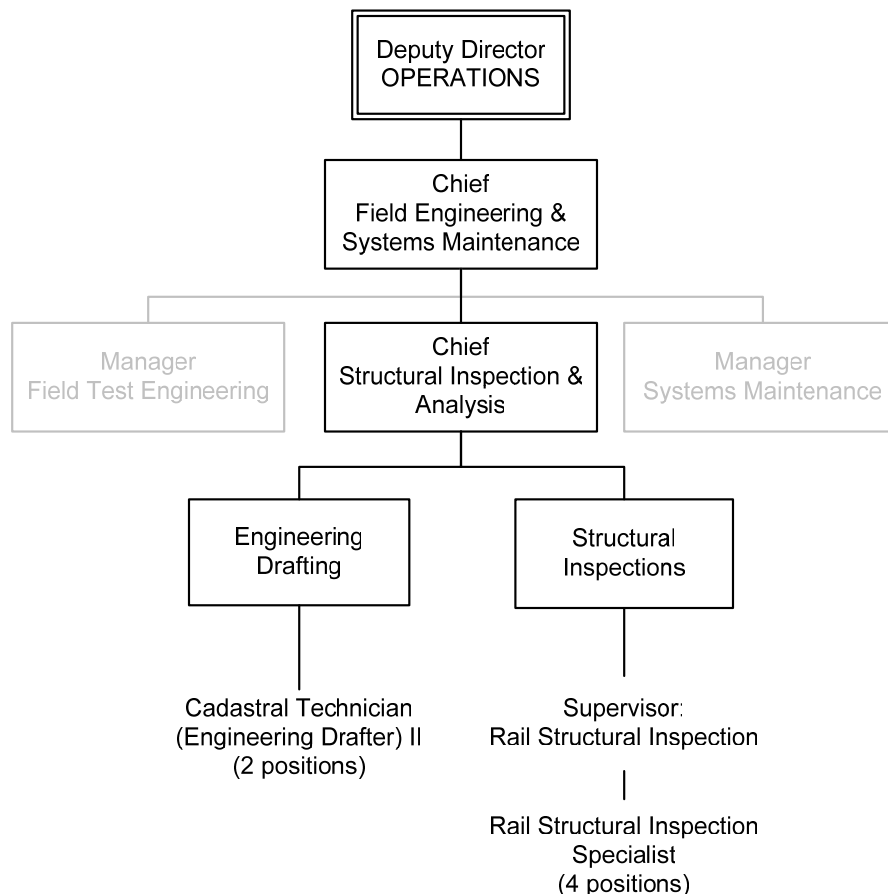 Deputy Director
OPERATIONS
Chief
Field Engineering &
Systems Maintenance
Manager
Field Test Engineering
Chief
Structural Inspection &
Analysis
Manager
Systems Maintenance
Engineering
Drafting
Structural
Inspections
Cadastral Technician
(Engineering Drafter) II
(2 positions)
Supervisor:
Rail Structural Inspection
Rail Structural Inspection
Specialist
(4 positions)